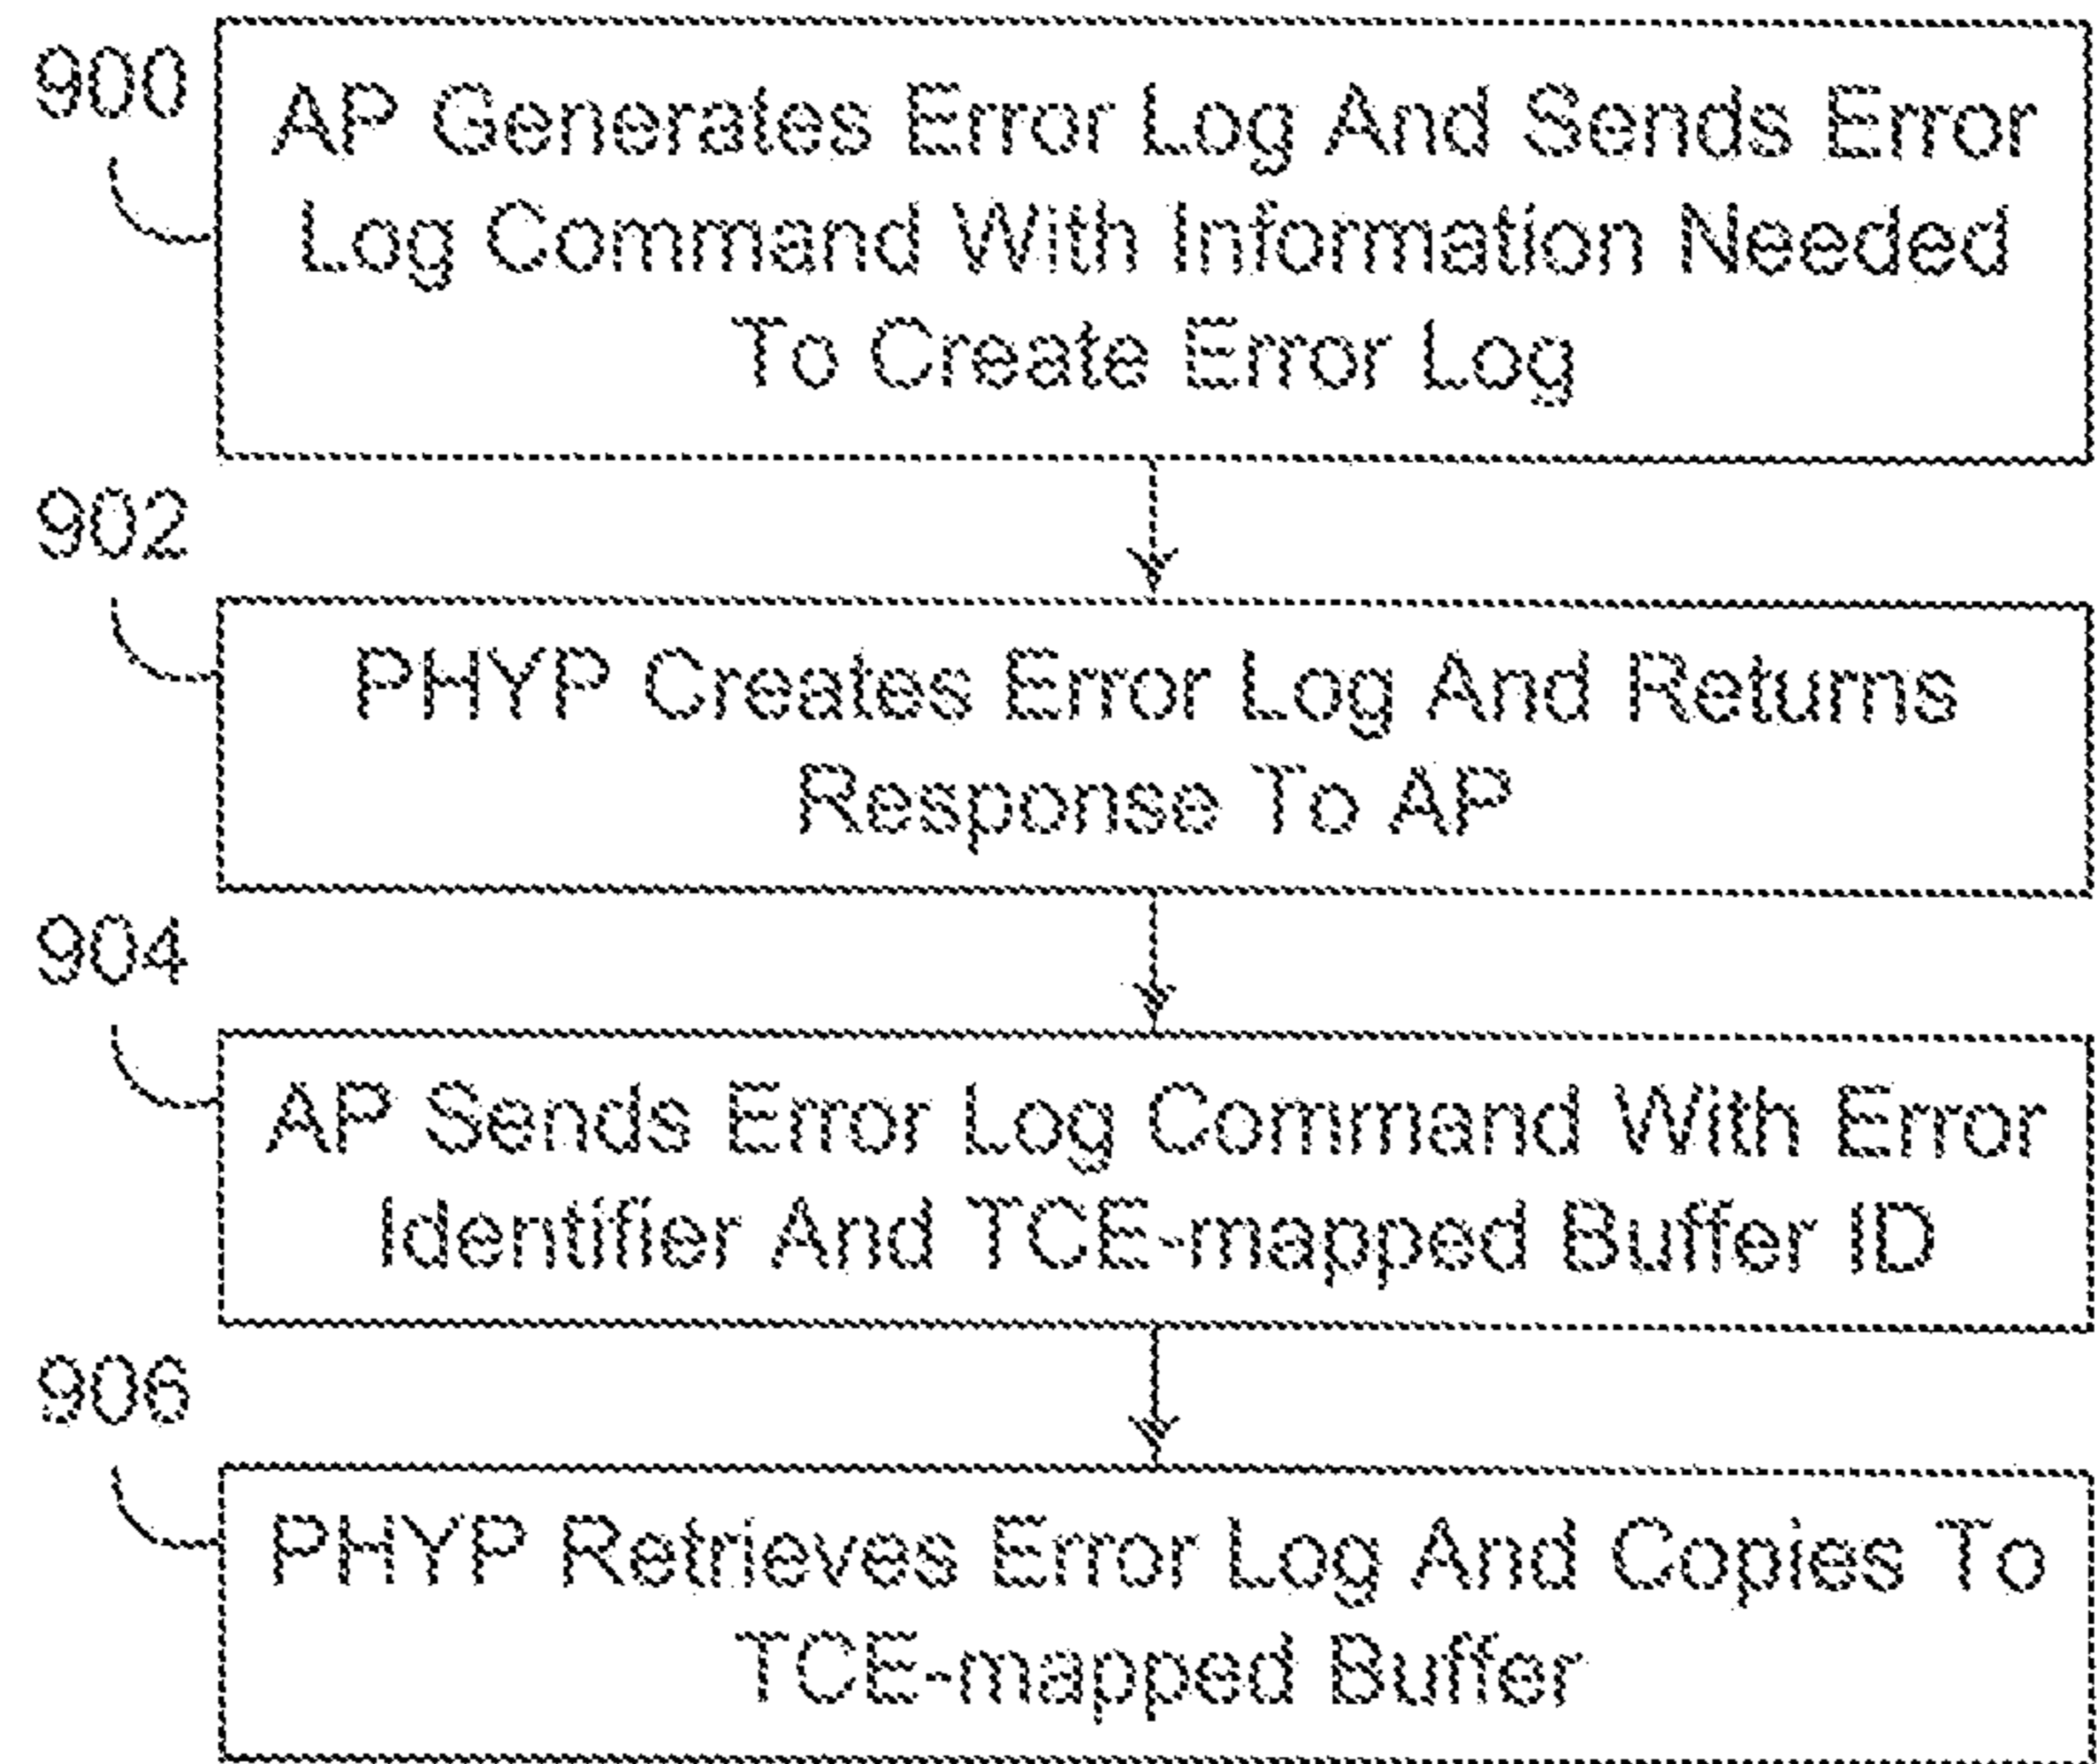 900
AP Generates Error Log And Sends Error
Log Command With Information Needed
To Create Error Log
902
PHYP Creates Error Log And Returns
Response To AP
904
AP Sends Error Log Command With Error
Identifier And TCE-mapped Buffer ID
906
PHYP Retrieves Error Log And Copies To
TCE-mapped Buffer